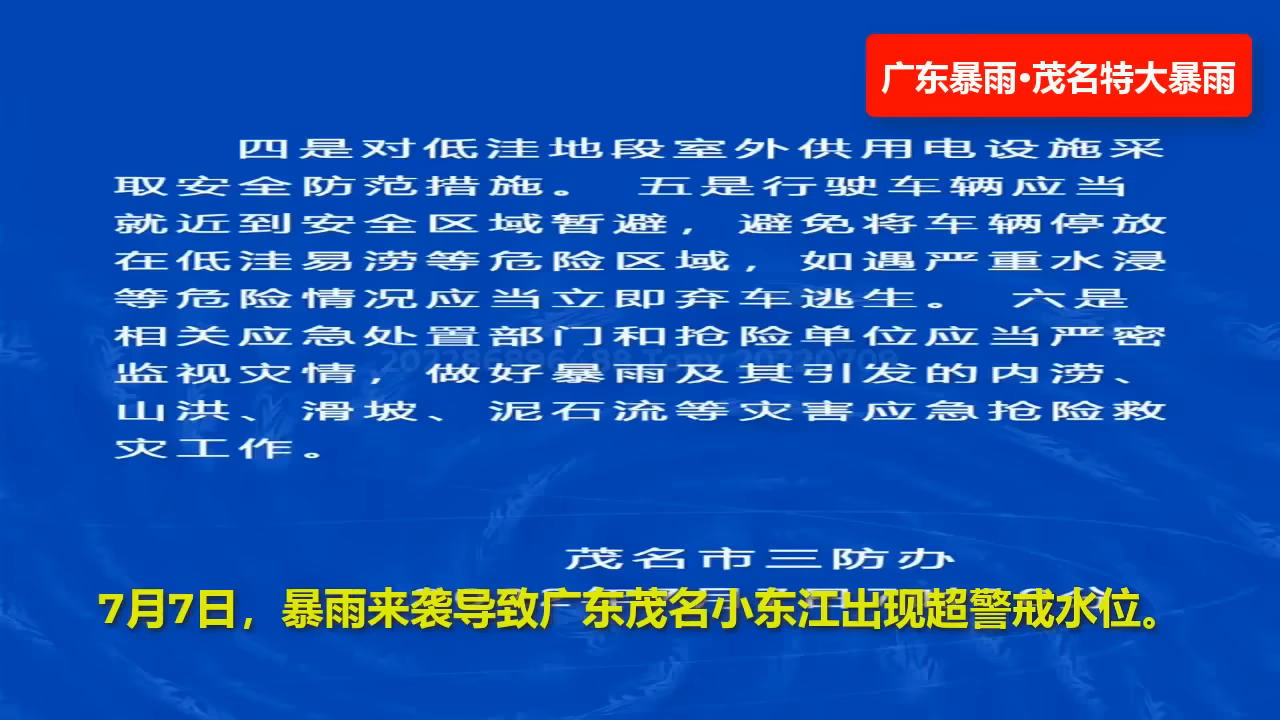 广东暴雨•茂名特大暴雨
四是对低洼地段室外供用电设施采
取安全防范措施。 五是行驶车辆应当
就近到安全区域暂避，避免将车辆停放
在低洼易涝等危险区域，如遇严重水浸
等危险情况应当立即弃车逃生。 六是
相关应急处置部门和抢险单位应当严密
监视灾情，做好暴雨及其引发的内涝、
山洪、滑坡、泥石流等灾害应急抢险救
灾工作。
茂名市三防办
7月7日，暴雨来袭导致广东茂名小东江出现超警戒水位。